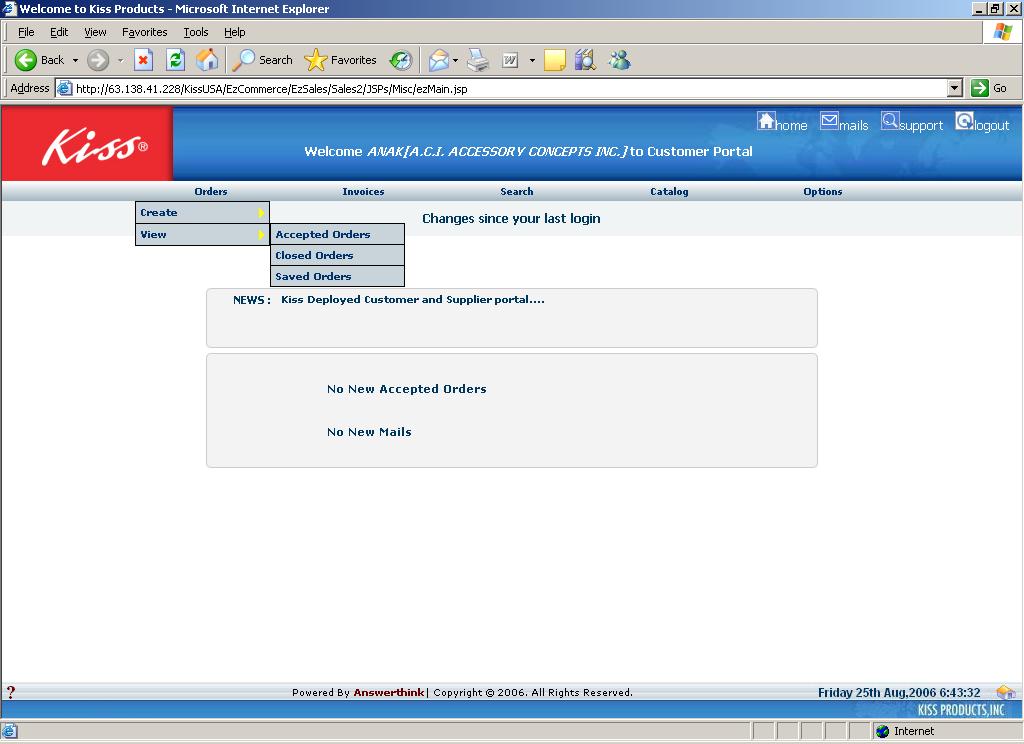 Welcome to Kiss Products - Microsoft Internet Explorer
File Edit View Favorites Tools Help
Back Search Favorites
Address http://63.138.41.228/KissUSA/EzCommerce/EzSales/Sales2/JSPs/Misc/ezMain.jsp Go
Kiss®
home mails support logout
Welcome ANAK[A.C.I. ACCESSORY CONCEPTS INC.]to Customer Portal
Orders Invoices Search Catalog Options
Create
View
Accepted Orders
Closed Orders
Saved Orders
Changes since your last login
NEWS : Kiss Deployed Customer and Supplier portal....
No New Accepted Orders
No New Mails
? Powered By Answerthink| Copyright © 2006. All Rights Reserved. Friday 25th Aug,2006 6:43:32
KISS PRODUCTS,INC
Internet